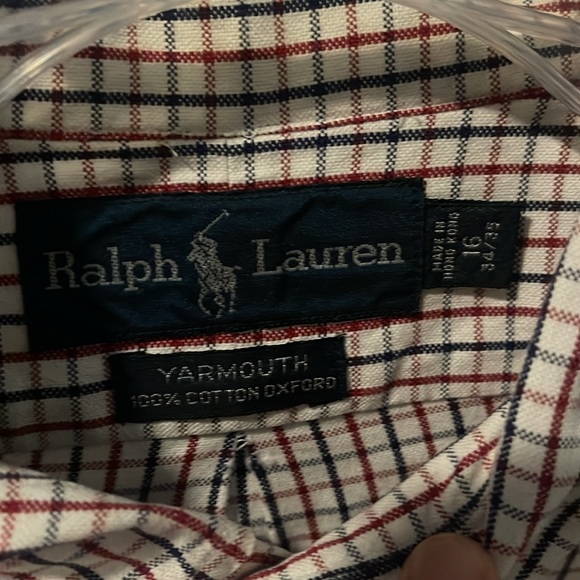 Ralph Lauren
MADE IN
HONG KONG
16
34/35
YARMOUTH
100% COTTON OXFORD